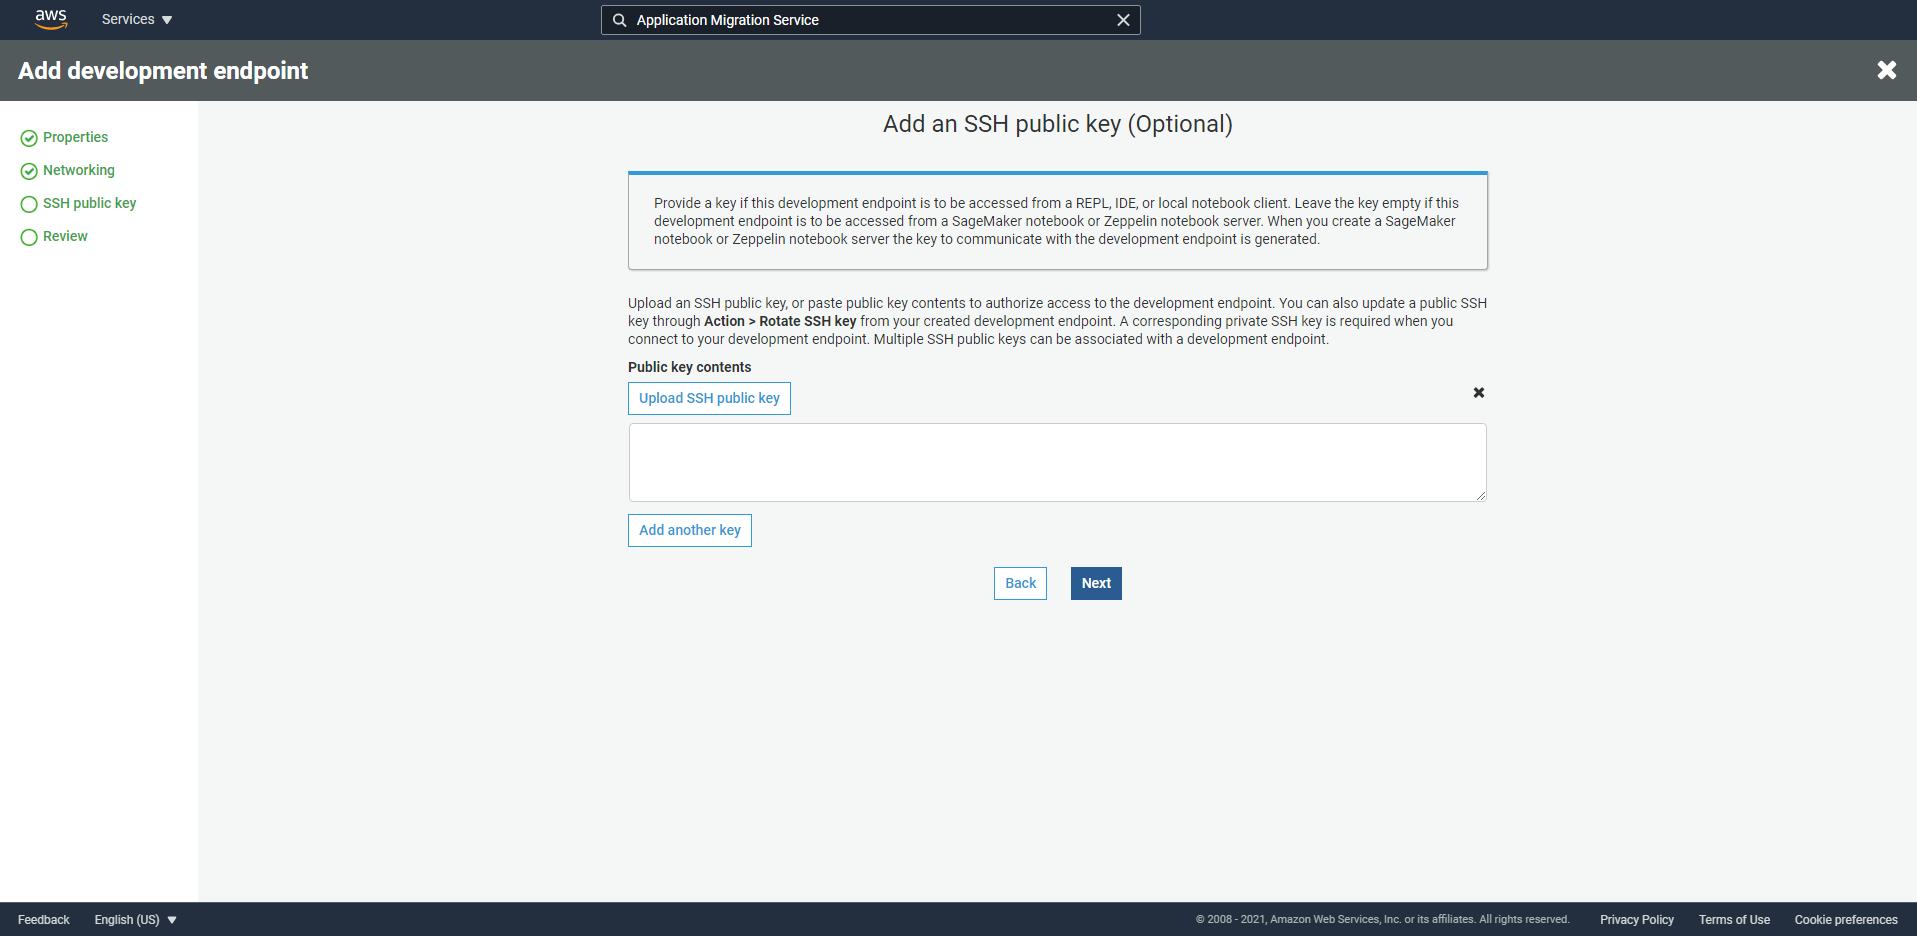 aws Services Application Migration Service
Add development endpoint
Properties
Networking
SSH public key
Review
Add an SSH public key (Optional)
Provide a key if this development endpoint is to be accessed from a REPL, IDE, or local notebook client. Leave the key empty if this
development endpoint is to be accessed from a SageMaker notebook or Zeppelin notebook server. When you create a SageMaker
notebook or Zeppelin notebook server the key to communicate with the development endpoint is generated.
Upload an SSH public key, or paste public key contents to authorize access to the development endpoint. You can also update a public SSH
key through Action > Rotate SSH key from your created development endpoint. A corresponding private SSH key is required when you
connect to your development endpoint. Multiple SSH public keys can be associated with a development endpoint.
Public key contents
Upload SSH public key
Add another key
Back Next
Feedback English (US) © 2008 - 2021, Amazon Web Services, Inc. or its affiliates. All rights reserved. Privacy Policy Terms of Use Cookie preferences